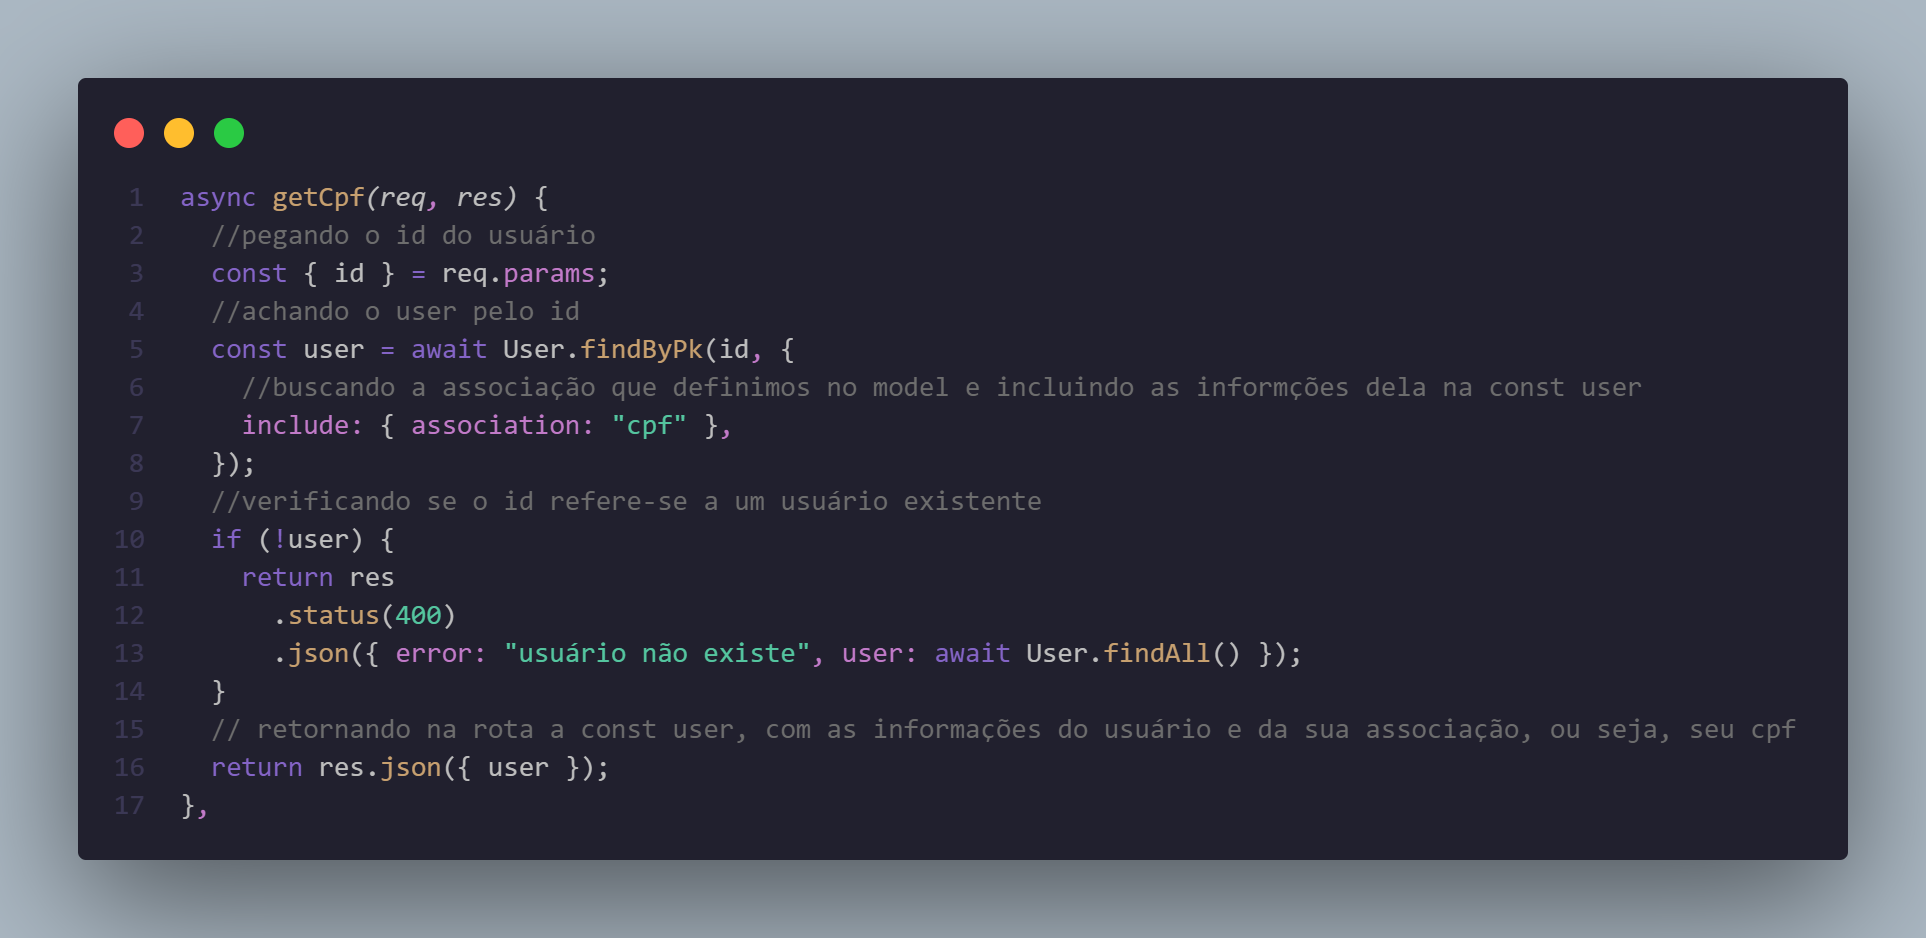 1 async getCpf(req, res) {
2 //pegando o id do usuário
3 const { id } = req.params;
4 //achando o user pelo id
5 const user = await User.findByPk(id, {
6 //buscando a associação que definimos no model e incluindo as informções dela na const user
7 include: { association: "cpf" },
8 });
9 //verificando se o id refere-se a um usuário existente
10 if (!user) {
11 return res
12 .status(400)
13 .json({ error: "usuário não existe", user: await User.findAll() });
14 }
15 // retornando na rota a const user, com as informações do usuário e da sua associação, ou seja, seu cpf
16 return res.json({ user });
17 },